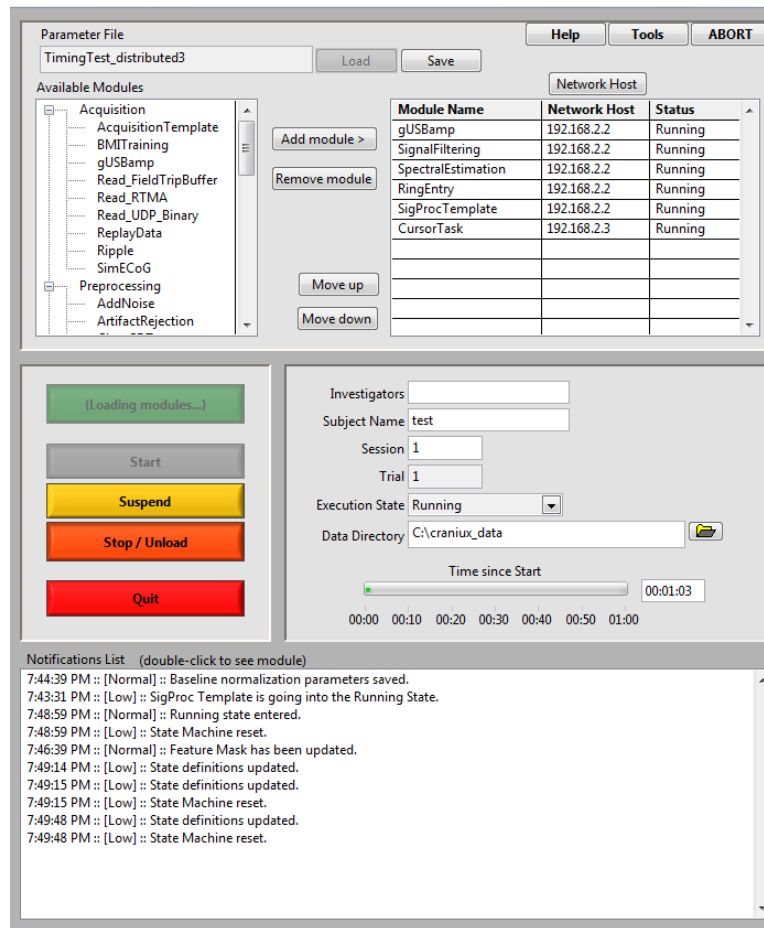 Parameter File
Help Tools ABORT
TimingTest_distributed3 Load Save
Network Host
Available Modules
Acquisition
AcquisitionTemplate
BMITraining
gUSBamp
Read_FieldTripBuffer
Read_RTMA
Read_UDP_Binary
ReplayData
Ripple
SimECoG
Preprocessing
AddNoise
ArtifactRejection
Add module >
Remove module
Move up
Move down
Module Name Network Host Status
gUSBamp 192.168.2.2 Running
SignalFiltering 192.168.2.2 Running
SpectralEstimation 192.168.2.2 Running
RingEntry 192.168.2.2 Running
SigProcTemplate 192.168.2.2 Running
CursorTask 192.168.2.3 Running
(Loading modules...)
Start
Suspend
Stop / Unload
Quit
Investigators
Subject Name test
Session 1
Trial 1
Execution State Running
Data Directory C:\craniux_data
Time since Start
00:01:03
00:00 00:10 00:20 00:30 00:40 00:50 01:00
Notifications List (double-click to see module)
7:44:39 PM :: [Normal] :: Baseline normalization parameters saved.
7:43:31 PM :: [Low] :: SigProc Template is going into the Running State.
7:48:59 PM :: [Normal] :: Running state entered.
7:48:59 PM :: [Low] :: State Machine reset.
7:46:39 PM :: [Normal] :: Feature Mask has been updated.
7:49:14 PM :: [Low] :: State definitions updated.
7:49:15 PM :: [Low] :: State definitions updated.
7:49:15 PM :: [Low] :: State Machine reset.
7:49:48 PM :: [Low] :: State definitions updated.
7:49:48 PM :: [Low] :: State Machine reset.